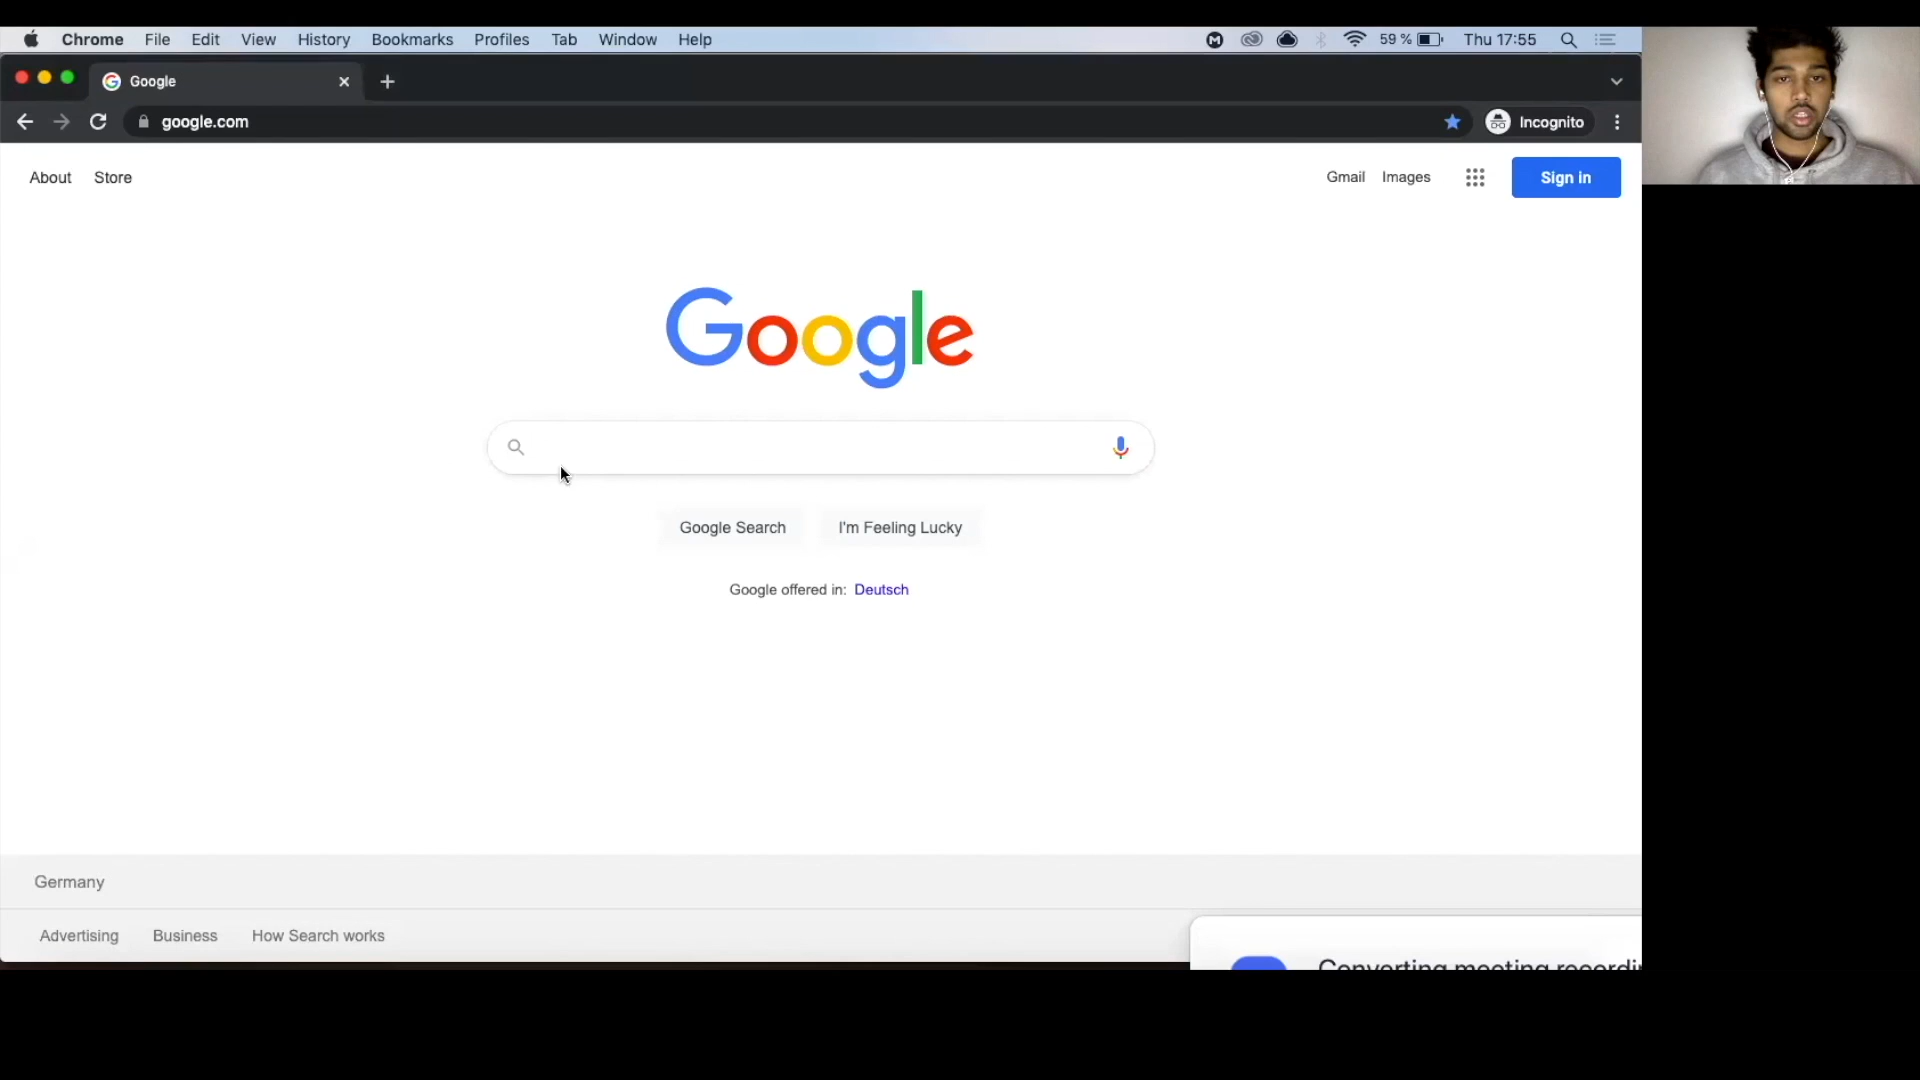 Chrome File Edit View History Bookmarks Profiles Tab Window Help 59 % Thu 17:55
Google
google.com Incognito
About Store Gmail Images Sign in
Google
Google Search I'm Feeling Lucky
Google offered in: Deutsch
Germany
Advertising Business How Search works
Converting meeting